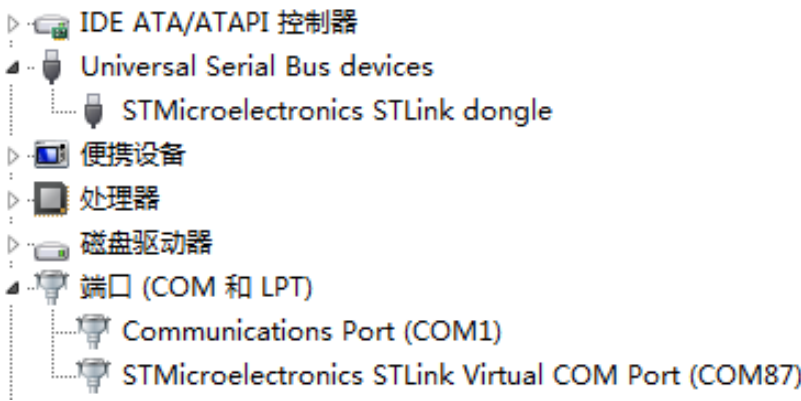 IDE ATA/ATAPI 控制器
Universal Serial Bus devices
STMicroelectronics STLink dongle
便携设备
处理器
磁盘驱动器
端口 (COM 和 LPT)
Communications Port (COM1)
STMicroelectronics STLink Virtual COM Port (COM87)